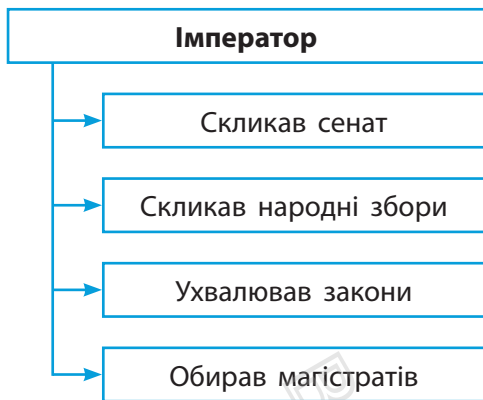 Імператор
Скликав сенат
Скликав народні збори
Ухвалював закони
Обирав магістратів